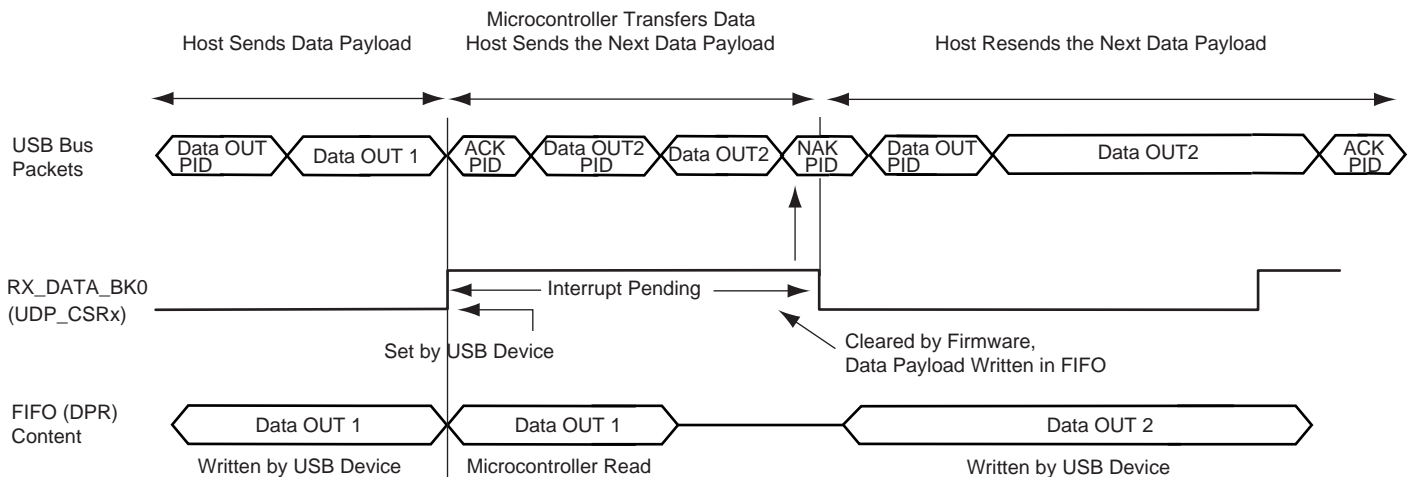 Microcontroller Transfers Data
Host Sends Data Payload
Host Sends the Next Data Payload
Host Resends the Next Data Payload
USB Bus
Packets
Data OUT
PID
Data OUT 1
ACK
PID
Data OUT2
PID
Data OUT2
NAK
PID
Data OUT
PID
Data OUT2
ACK
PID
RX_DATA_BK0
(UDP_CSRx)
Interrupt Pending
Set by USB Device
Cleared by Firmware,
Data Payload Written in FIFO
FIFO (DPR)
Content
Data OUT 1
Data OUT 1
Data OUT 2
Written by USB Device
Microcontroller Read
Written by USB Device